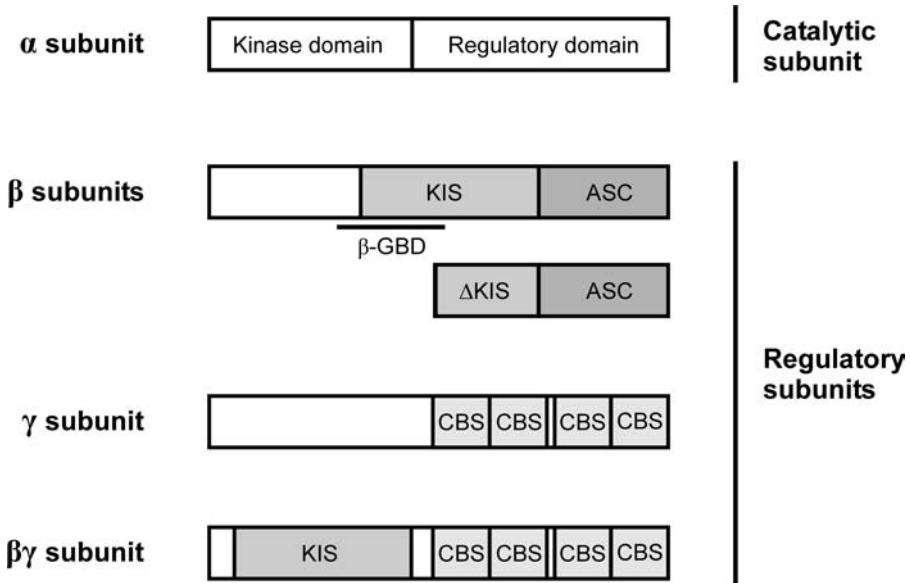 α subunit
Kinase domain
Regulatory domain
Catalytic
subunit
β subunits
KIS
ASC
β-GBD
ΔKIS
ASC
Regulatory
subunits
γ subunit
CBS
CBS
CBS
CBS
βγ subunit
KIS
CBS
CBS
CBS
CBS